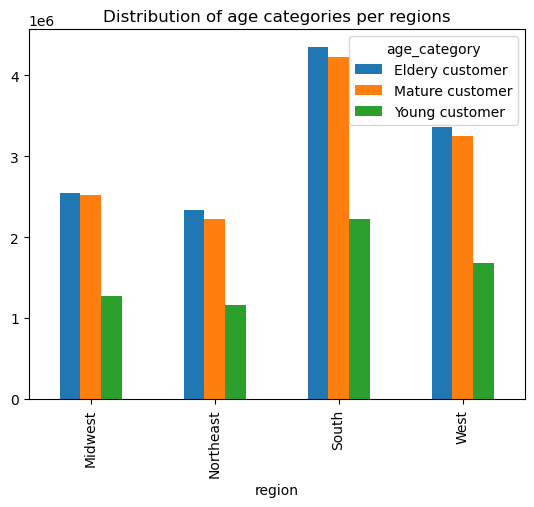 Distribution of age categories per regions
1e6
age_category
Eldery customer
Mature customer
Young customer
4
3
2
1
0
Midwest
Northeast
South
West
region